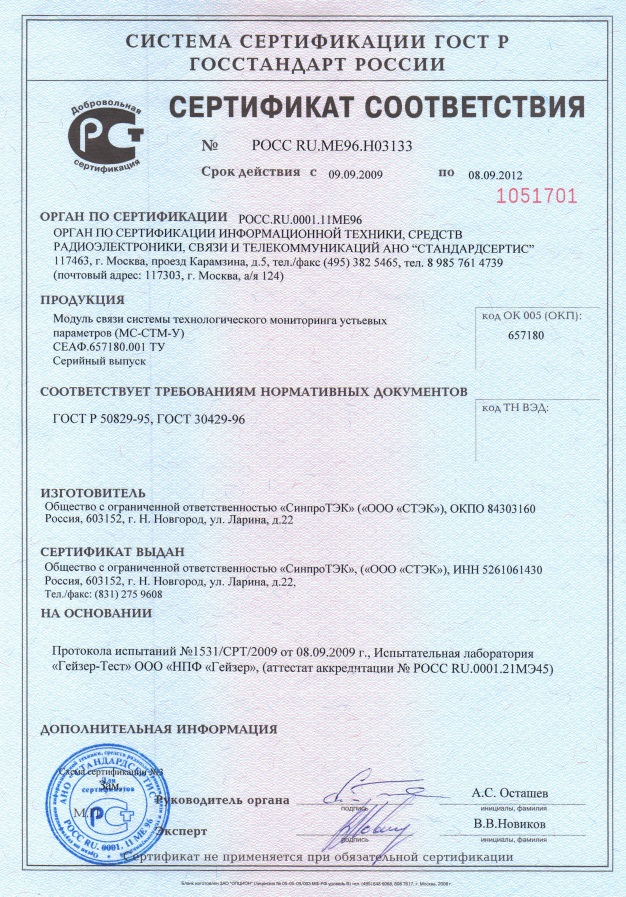 СИСТЕМА СЕРТИФИКАЦИИ ГОСТ Р
ГОССТАНДАРТ РОССИИ
Добровольная
РСТ
сертификация
СЕРТИФИКАТ СООТВЕТСТВИЯ
№ РОСС RU.МЕ96.Н03133
Срок действия с 09.09.2009 по 08.09.2012
1051701
ОРГАН ПО СЕРТИФИКАЦИИ РОСС.RU.0001.11МЕ96
ОРГАН ПО СЕРТИФИКАЦИИ ИНФОРМАЦИОННОЙ ТЕХНИКИ, СРЕДСТВ
РАДИОЭЛЕКТРОНИКИ, СВЯЗИ И ТЕЛЕКОММУНИКАЦИЙ АНО “СТАНДАРДСЕРТИС”
117463, г. Москва, проезд Карамзина, д.5, тел./факс (495) 382 5465, тел. 8 985 761 4739
(почтовый адрес: 117303, г. Москва, а/я 124)
ПРОДУКЦИЯ
Модуль связи системы технологического мониторинга устьевых
параметров (МС-СТМ-У)
СЕАФ.657180.001 ТУ
Серийный выпуск
код ОК 005 (ОКП):
657180
СООТВЕТСТВУЕТ ТРЕБОВАНИЯМ НОРМАТИВНЫХ ДОКУМЕНТОВ
ГОСТ Р 50829-95, ГОСТ 30429-96
код ТН ВЭД:
ИЗГОТОВИТЕЛЬ
Общество с ограниченной ответственностью «СинпроТЭК» («ООО «СТЭК»), ОКПО 84303160
Россия, 603152, г. Н. Новгород, ул. Ларина, д.22
СЕРТИФИКАТ ВЫДАН
Общество с ограниченной ответственностью «СинпроТЭК», («ООО «СТЭК»), ИНН 5261061430
Россия, 603152, г. Н. Новгород, ул. Ларина, д.22,
Тел./факс: (831) 275 9608
НА ОСНОВАНИИ
Протокола испытаний №1531/СРТ/2009 от 08.09.2009 г., Испытательная лаборатория
«Гейзер-Тест» ООО «НПФ «Гейзер», (аттестат аккредитации № РОСС RU.0001.21МЭ45)
ДОПОЛНИТЕЛЬНАЯ ИНФОРМАЦИЯ
Схема сертификации №3
Зам.
Для
сертификатов
АНО "СТАНДАРДСЕРТИС"
РОСС RU. 0001. 11 МЕ 96
М.
Руководитель органа
подпись
А.С. Осташев
инициалы, фамилия
Эксперт
подпись
В.В.Новиков
инициалы, фамилия
Сертификат не применяется при обязательной сертификации